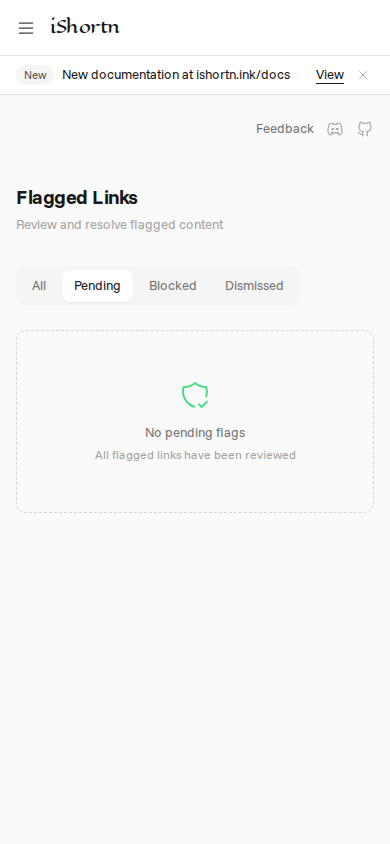 iShortn
New New documentation at ishortn.ink/docs View
Feedback
Flagged Links
Review and resolve flagged content
All Pending Blocked Dismissed
No pending flags
All flagged links have been reviewed